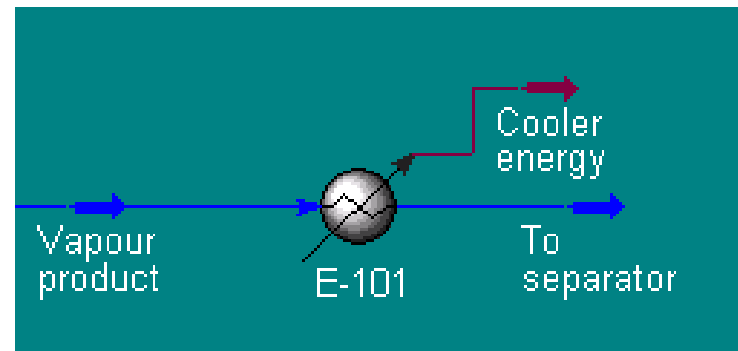 Cooler
energy
Vapour
product
E-101
To
separator